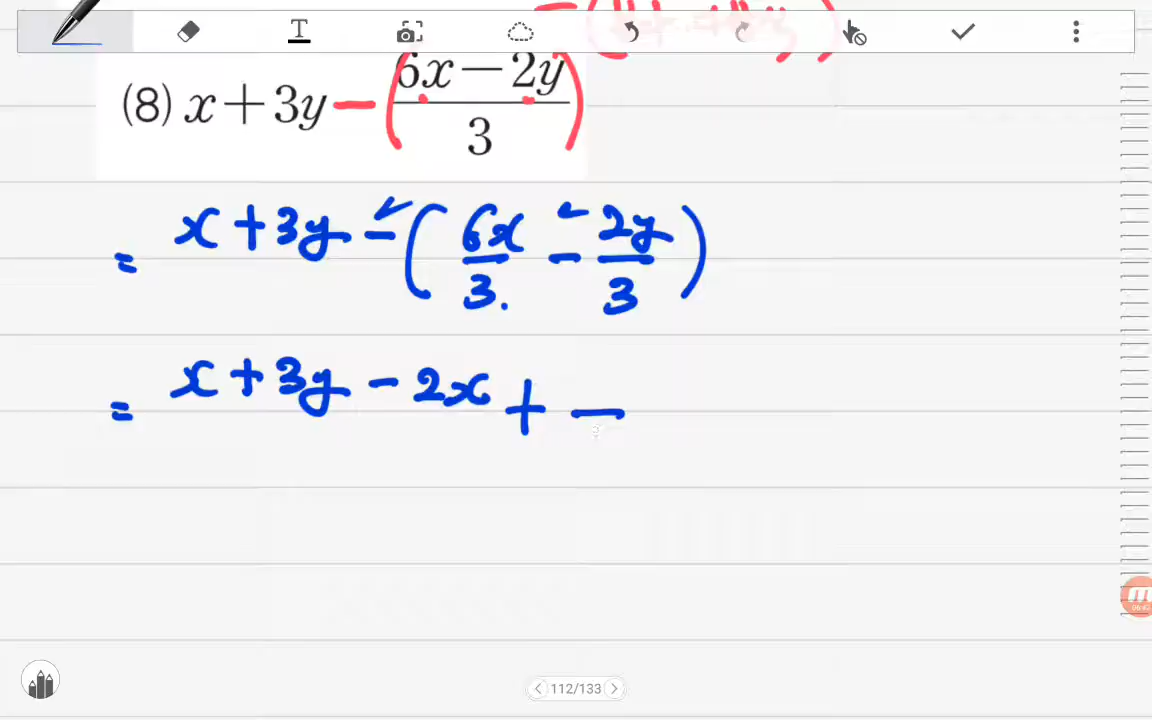 (8) x + 3y − (6x − 2y)/3
= x + 3y − (6x/3. − 2y/3)
= x + 3y − 2x + —
112/133